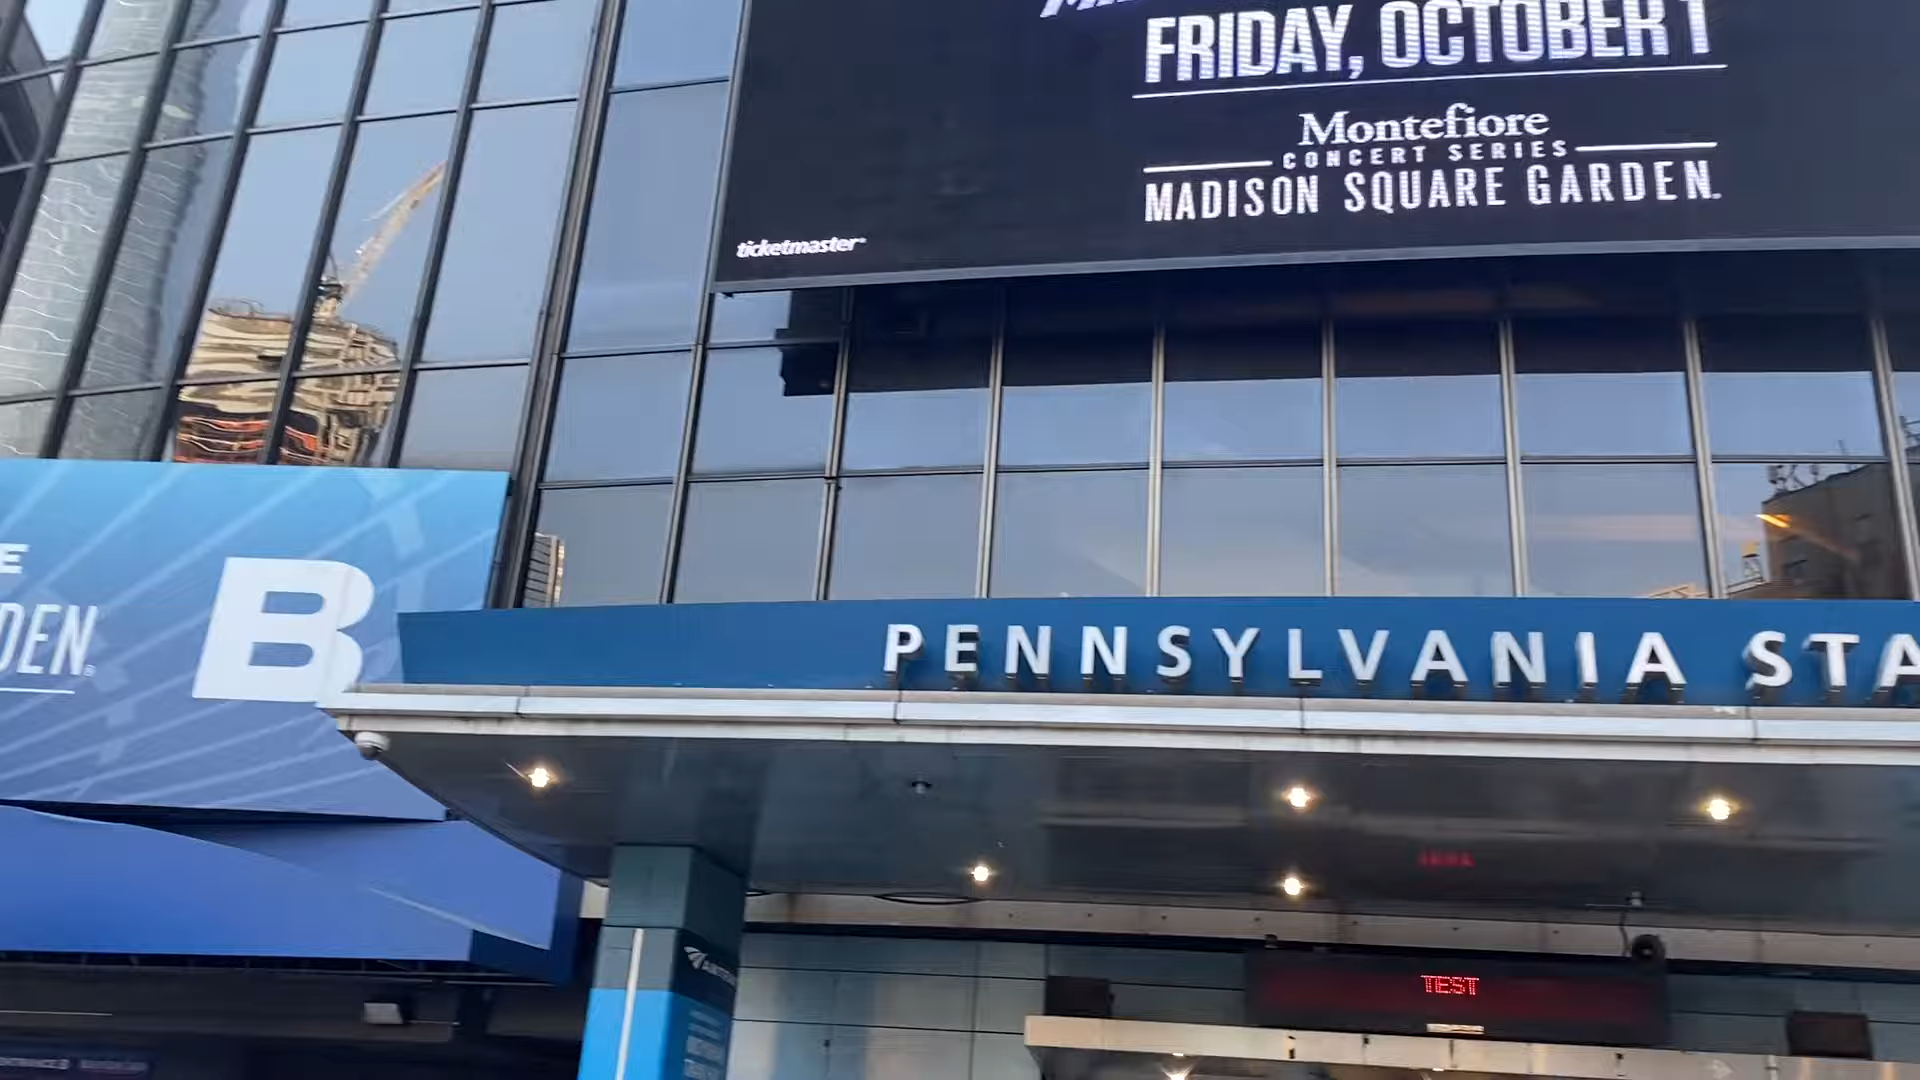 FRIDAY, OCTOBER 1
Montefiore
CONCERT SERIES
MADISON SQUARE GARDEN.
ticketmaster
E
DEN.
B
PENNSYLVANIA STA
TEST